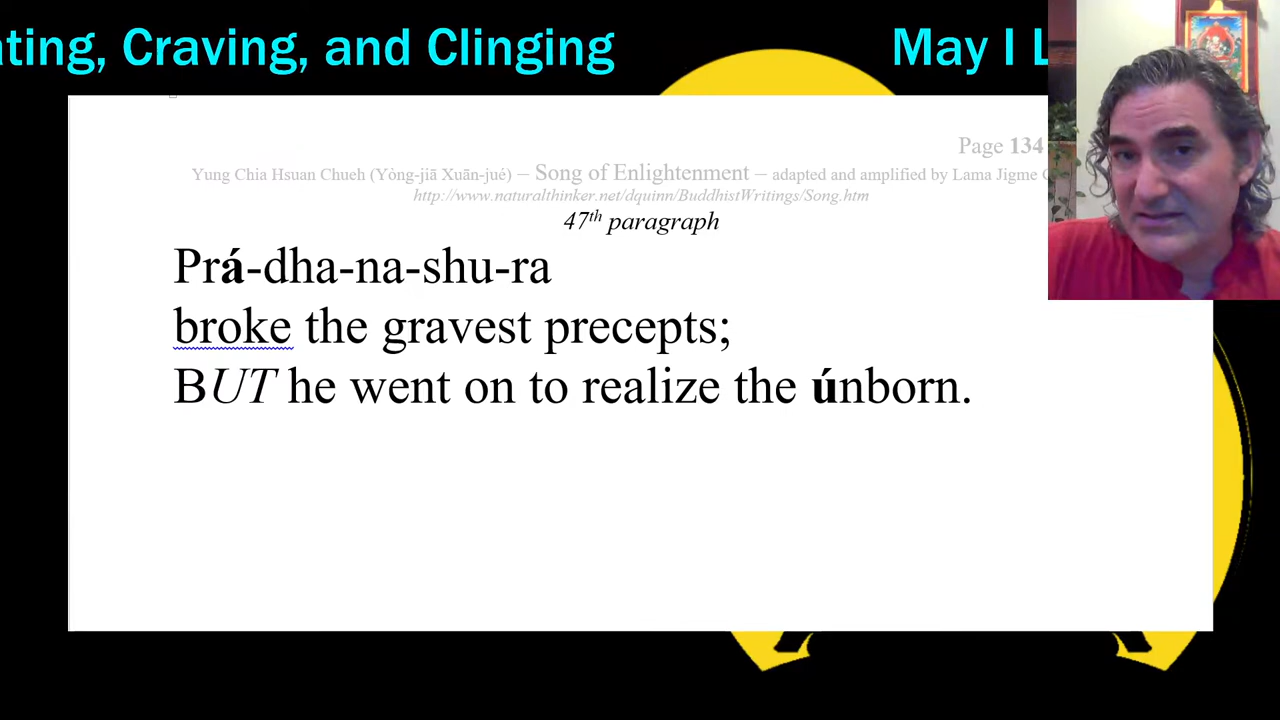 ting, Craving, and Clinging May I L
Page 134
Yung Chia Hsuan Chueh (Yòng-jiā Xuān-jué) – Song of Enlightenment – adapted and amplified by Lama Jigme
http://www.naturalthinker.net/dquinn/BuddhistWritings/Song.htm
47th paragraph
Prá-dha-na-shu-ra
broke the gravest precepts;
BUT he went on to realize the únborn.